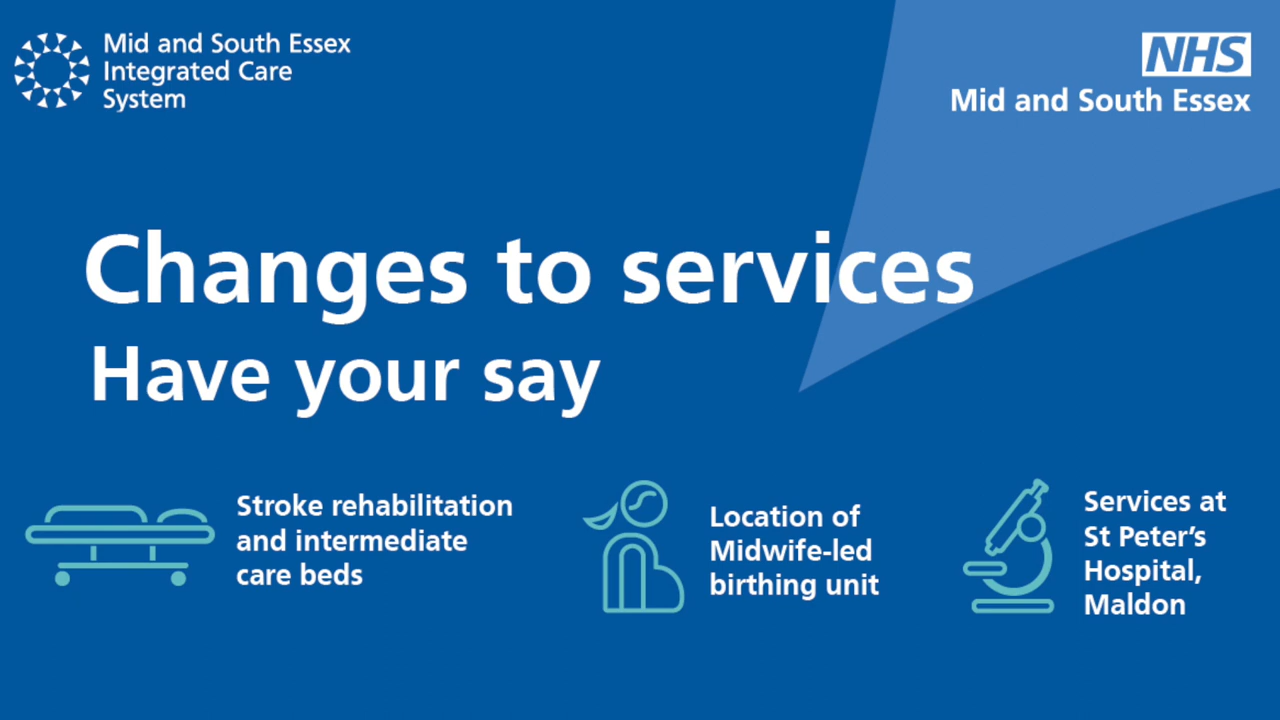 Mid and South Essex
Integrated Care
System
NHS
Mid and South Essex
Changes to services
Have your say
Stroke rehabilitation
and intermediate
care beds
Location of
Midwife-led
birthing unit
Services at
St Peter’s
Hospital,
Maldon